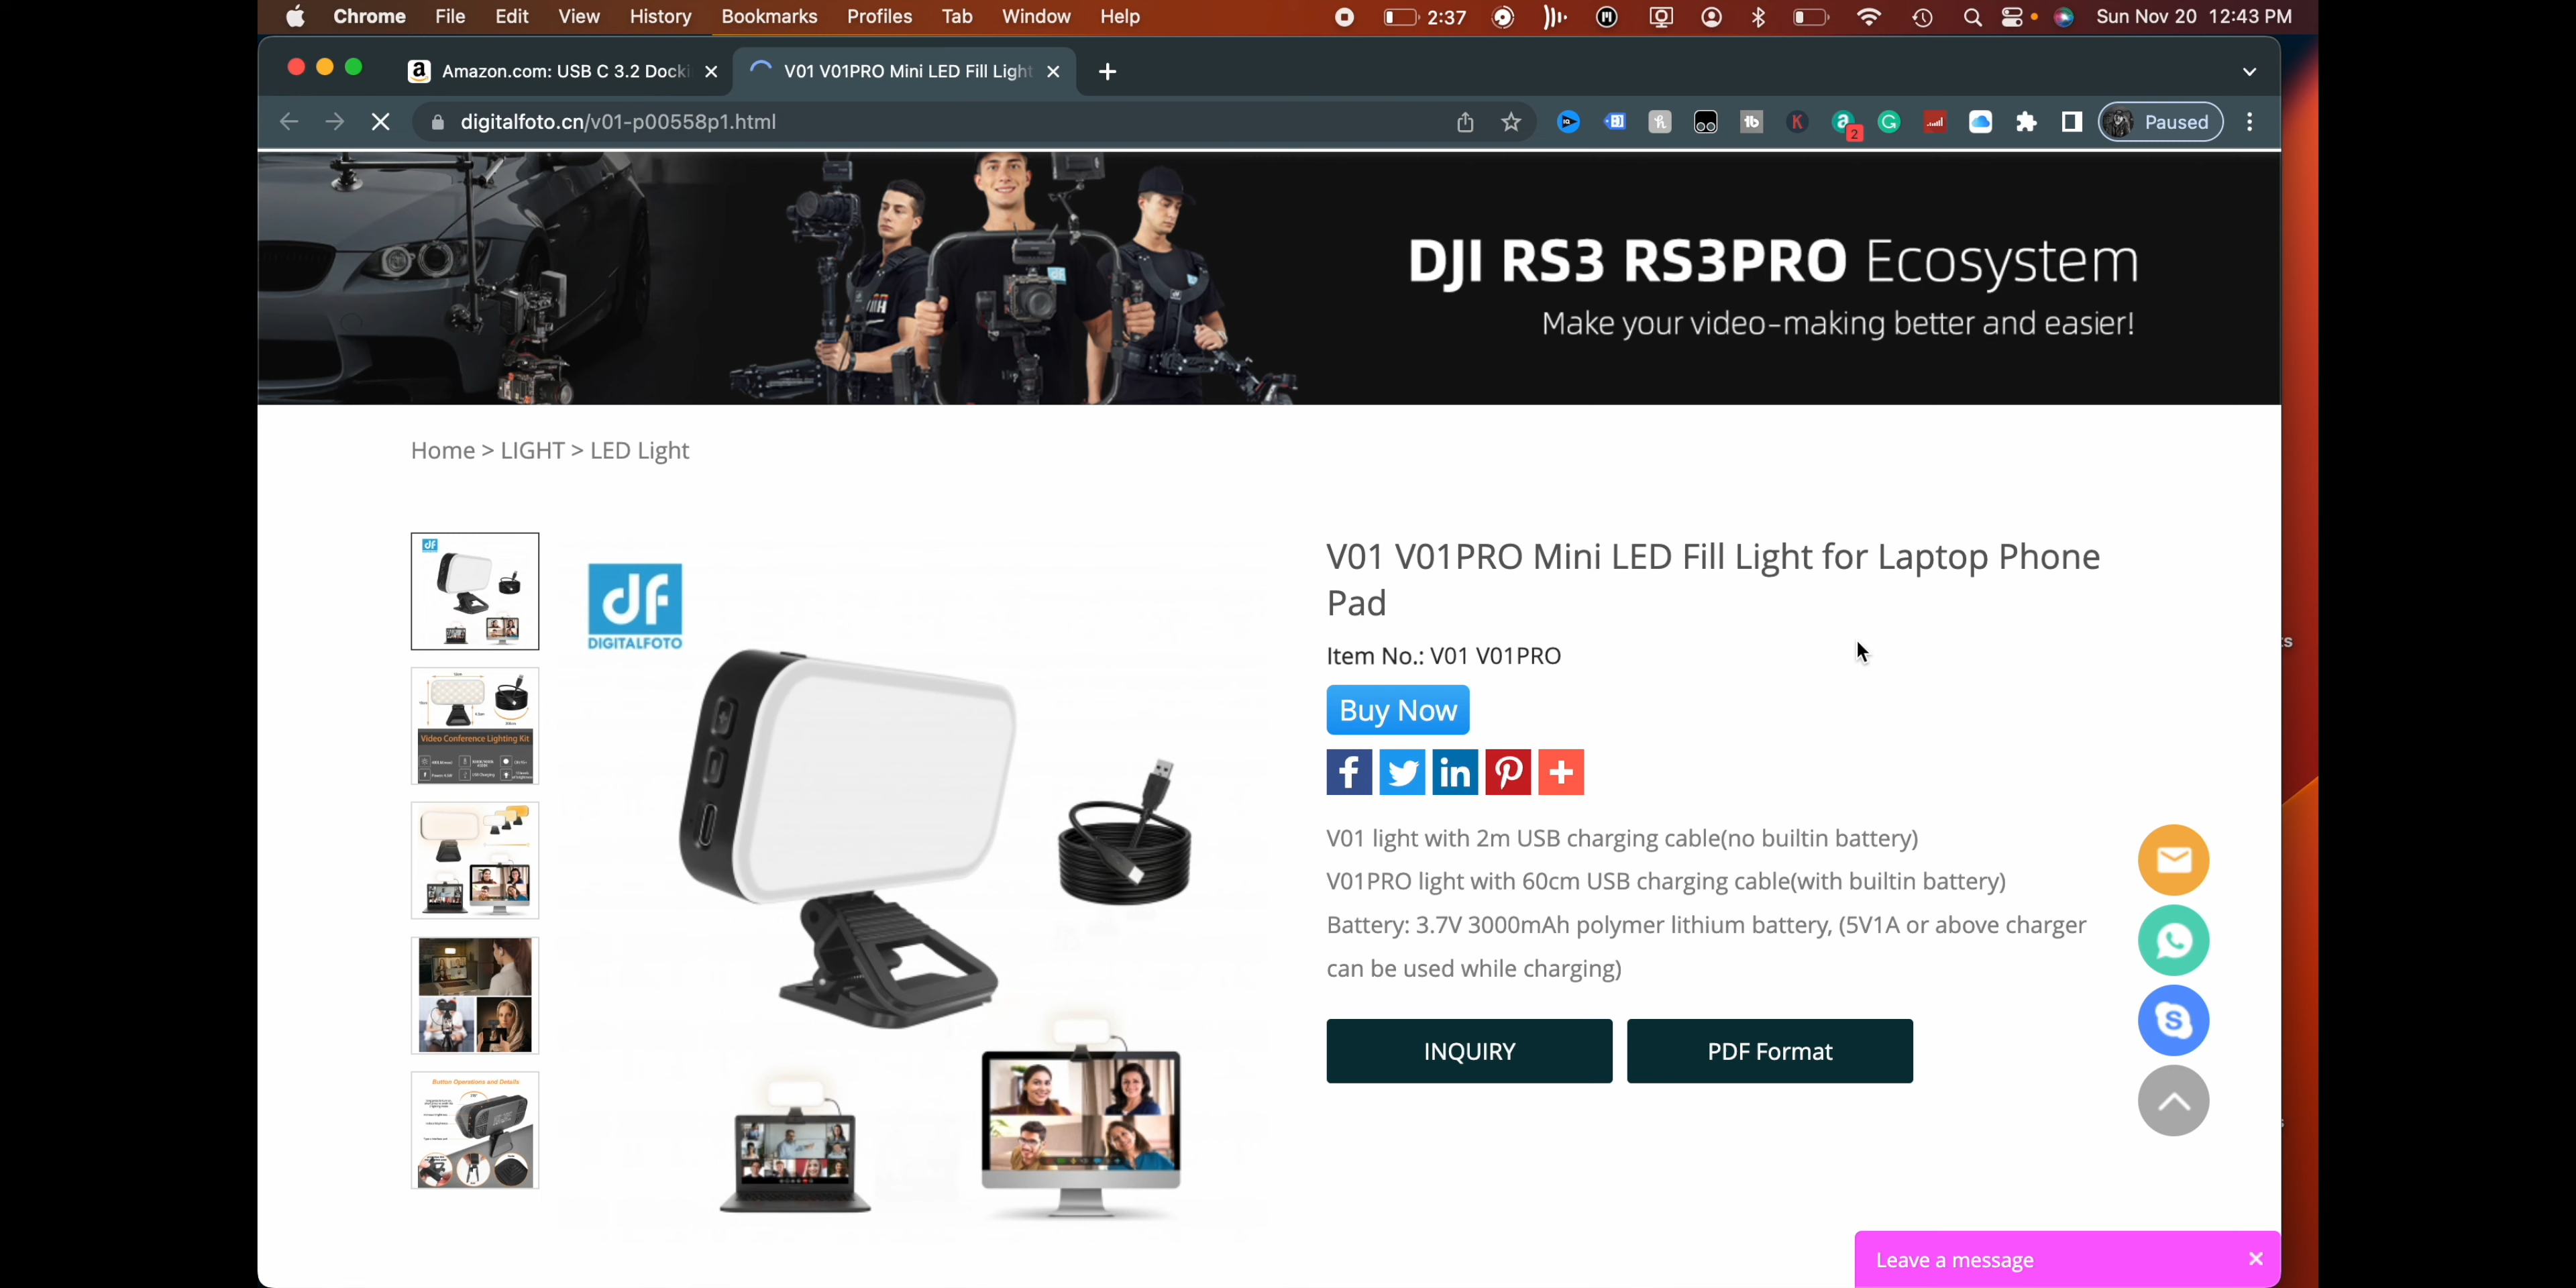 Chrome File Edit View History Bookmarks Profiles Tab Window Help 2:37 Sun Nov 20 12:43 PM
Amazon.com: USB C 3.2 Docki
V01 V01PRO Mini LED Fill Light
digitalfoto.cn/v01-p00558p1.html
2
Paused
DJI RS3 RS3PRO Ecosystem
Make your video-making better and easier!
Home > LIGHT > LED Light
df
DIGITALFOTO
V01 V01PRO Mini LED Fill Light for Laptop Phone
Pad
Item No.: V01 V01PRO
Buy Now
V01 light with 2m USB charging cable(no builtin battery)
V01PRO light with 60cm USB charging cable(with builtin battery)
Battery: 3.7V 3000mAh polymer lithium battery, (5V1A or above charger
can be used while charging)
INQUIRY
PDF Format
df
Video Conference Lighting Kit
Button Operations and Details
Leave a message